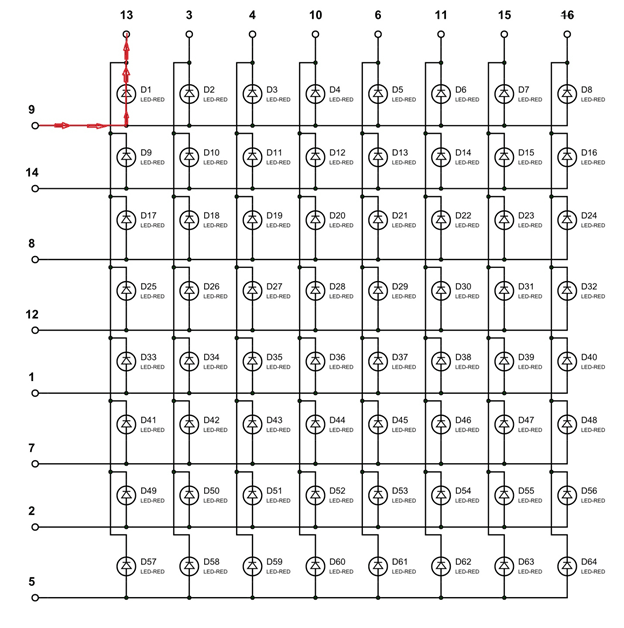 13 3 4 10 6 11 15 16
D1 D2 D3 D4 D5 D6 D7 D8
LED-RED LED-RED LED-RED LED-RED LED-RED LED-RED LED-RED LED-RED
9
D9 D10 D11 D12 D13 D14 D15 D16
LED-RED LED-RED LED-RED LED-RED LED-RED LED-RED LED-RED LED-RED
14
D17 D18 D19 D20 D21 D22 D23 D24
LED-RED LED-RED LED-RED LED-RED LED-RED LED-RED LED-RED LED-RED
8
D25 D26 D27 D28 D29 D30 D31 D32
LED-RED LED-RED LED-RED LED-RED LED-RED LED-RED LED-RED LED-RED
12
D33 D34 D35 D36 D37 D38 D39 D40
LED-RED LED-RED LED-RED LED-RED LED-RED LED-RED LED-RED LED-RED
1
D41 D42 D43 D44 D45 D46 D47 D48
LED-RED LED-RED LED-RED LED-RED LED-RED LED-RED LED-RED LED-RED
7
D49 D50 D51 D52 D53 D54 D55 D56
LED-RED LED-RED LED-RED LED-RED LED-RED LED-RED LED-RED LED-RED
2
D57 D58 D59 D60 D61 D62 D63 D64
LED-RED LED-RED LED-RED LED-RED LED-RED LED-RED LED-RED LED-RED
5